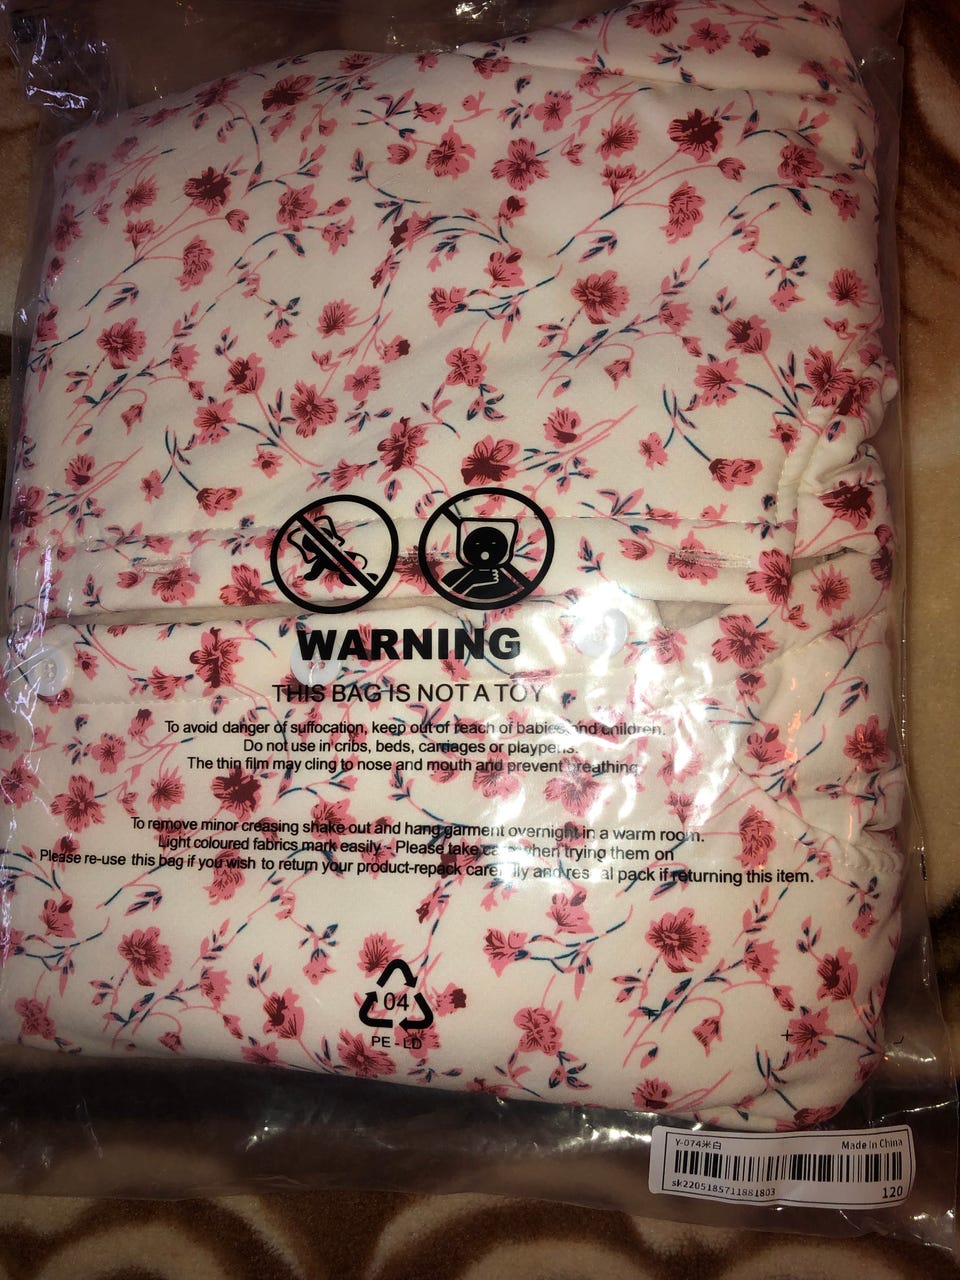 WARNING
THIS BAG IS NOT A TOY
To avoid danger of suffocation, keep out of reach of babies and children.
Do not use in cribs, beds, carriages or playpens.
The thin film may cling to nose and mouth and prevent breathing.
To remove minor creasing shake out and hang garment overnight in a warm room.
Light coloured fabrics mark easily - Please take care when trying them on
Please re-use this bag if you wish to return your product-repack carefully and reseal pack if returning this item.
04
PE-LD
Y-074米白 Made In China
sk2205185711881803 120